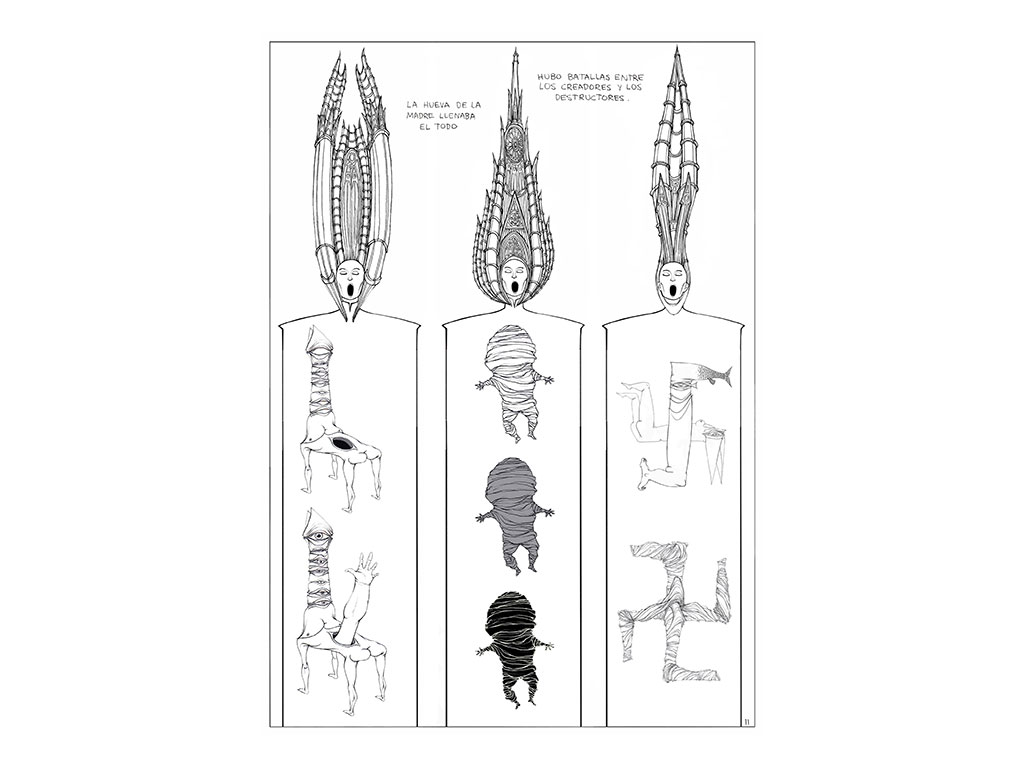 LA HUEVA DE LA
MADRE LLENABA
EL TODO
HUBO BATALLAS ENTRE
LOS CREADORES Y LOS
DESTRUCTORES.
11